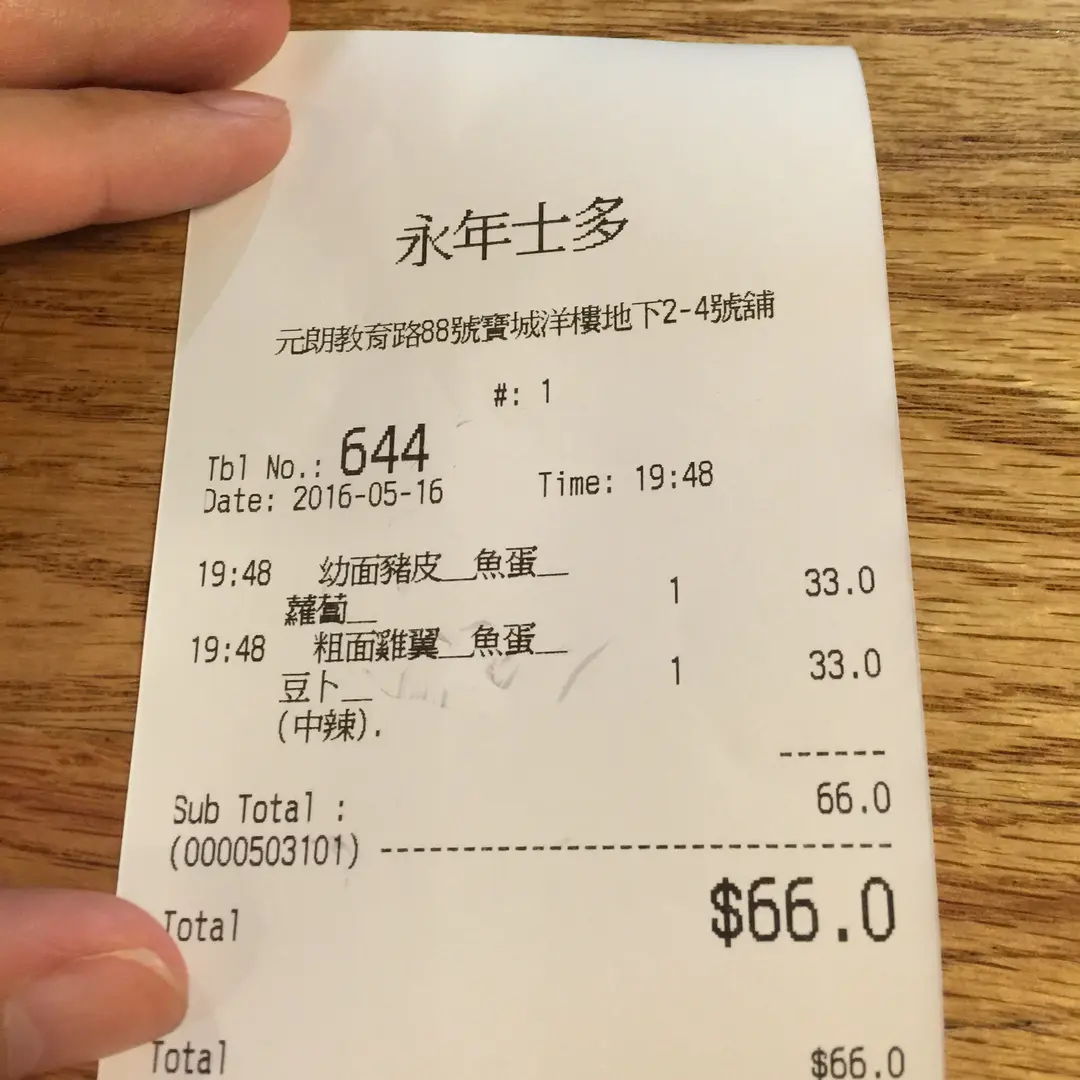 永年士多
元朗教育路88號寶城洋樓地下2-4號舖
#: 1
Tbl No.: 644
Date: 2016-05-16 Time: 19:48
19:48 幼面豬皮__魚蛋__
蘿蔔__ 1 33.0
19:48 粗面雞翼__魚蛋__
豆卜__ 1 33.0
(中辣).
------
Sub Total : 66.0
(0000503101) --------------------------------
Total $66.0
Total $66.0